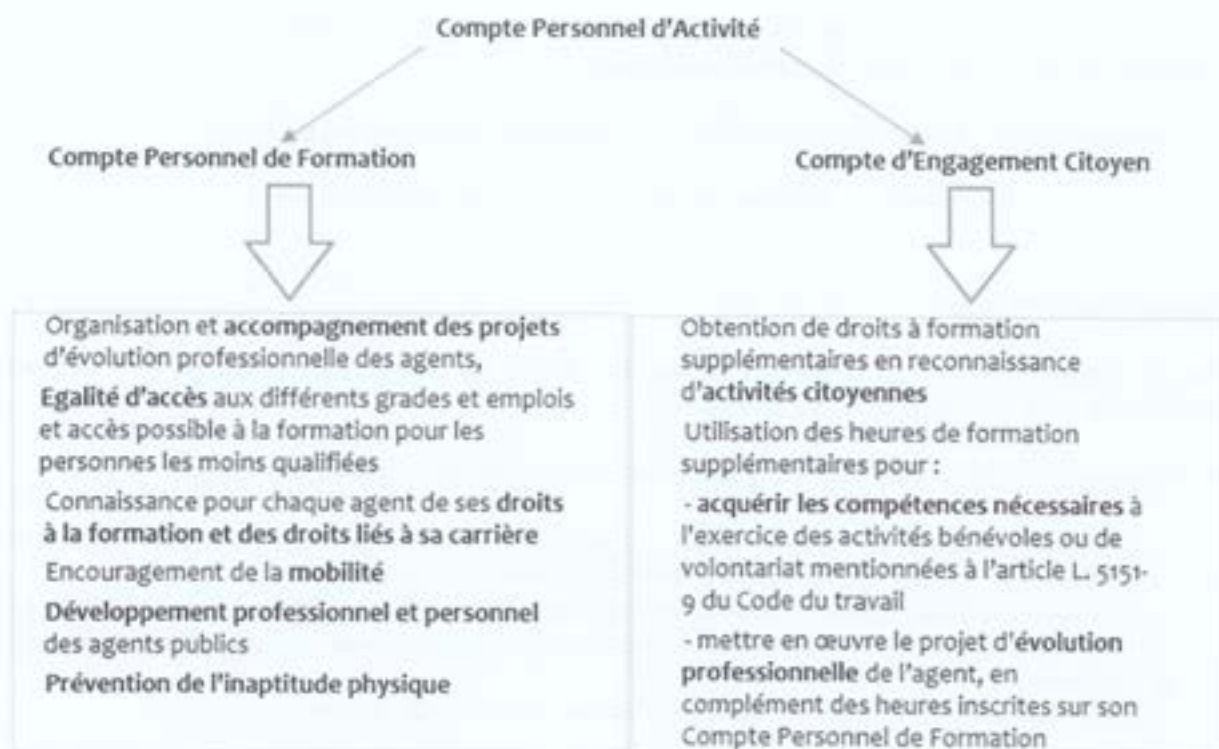 Compte Personnel d'Activité
Compte Personnel de Formation
Compte d'Engagement Citoyen
Organisation et accompagnement des projets
d'évolution professionnelle des agents,
Egalité d'accès aux différents grades et emplois
et accès possible à la formation pour les
personnes les moins qualifiées
Connaissance pour chaque agent de ses droits
à la formation et des droits liés à sa carrière
Encouragement de la mobilité
Développement professionnel et personnel
des agents publics
Prévention de l'inaptitude physique
Obtention de droits à formation
supplémentaires en reconnaissance
d'activités citoyennes
Utilisation des heures de formation
supplémentaires pour :
- acquérir les compétences nécessaires à
l'exercice des activités bénévoles ou de
volontariat mentionnées à l'article L. 5151-
9 du Code du travail
- mettre en œuvre le projet d'évolution
professionnelle de l'agent, en
complément des heures inscrites sur son
Compte Personnel de Formation